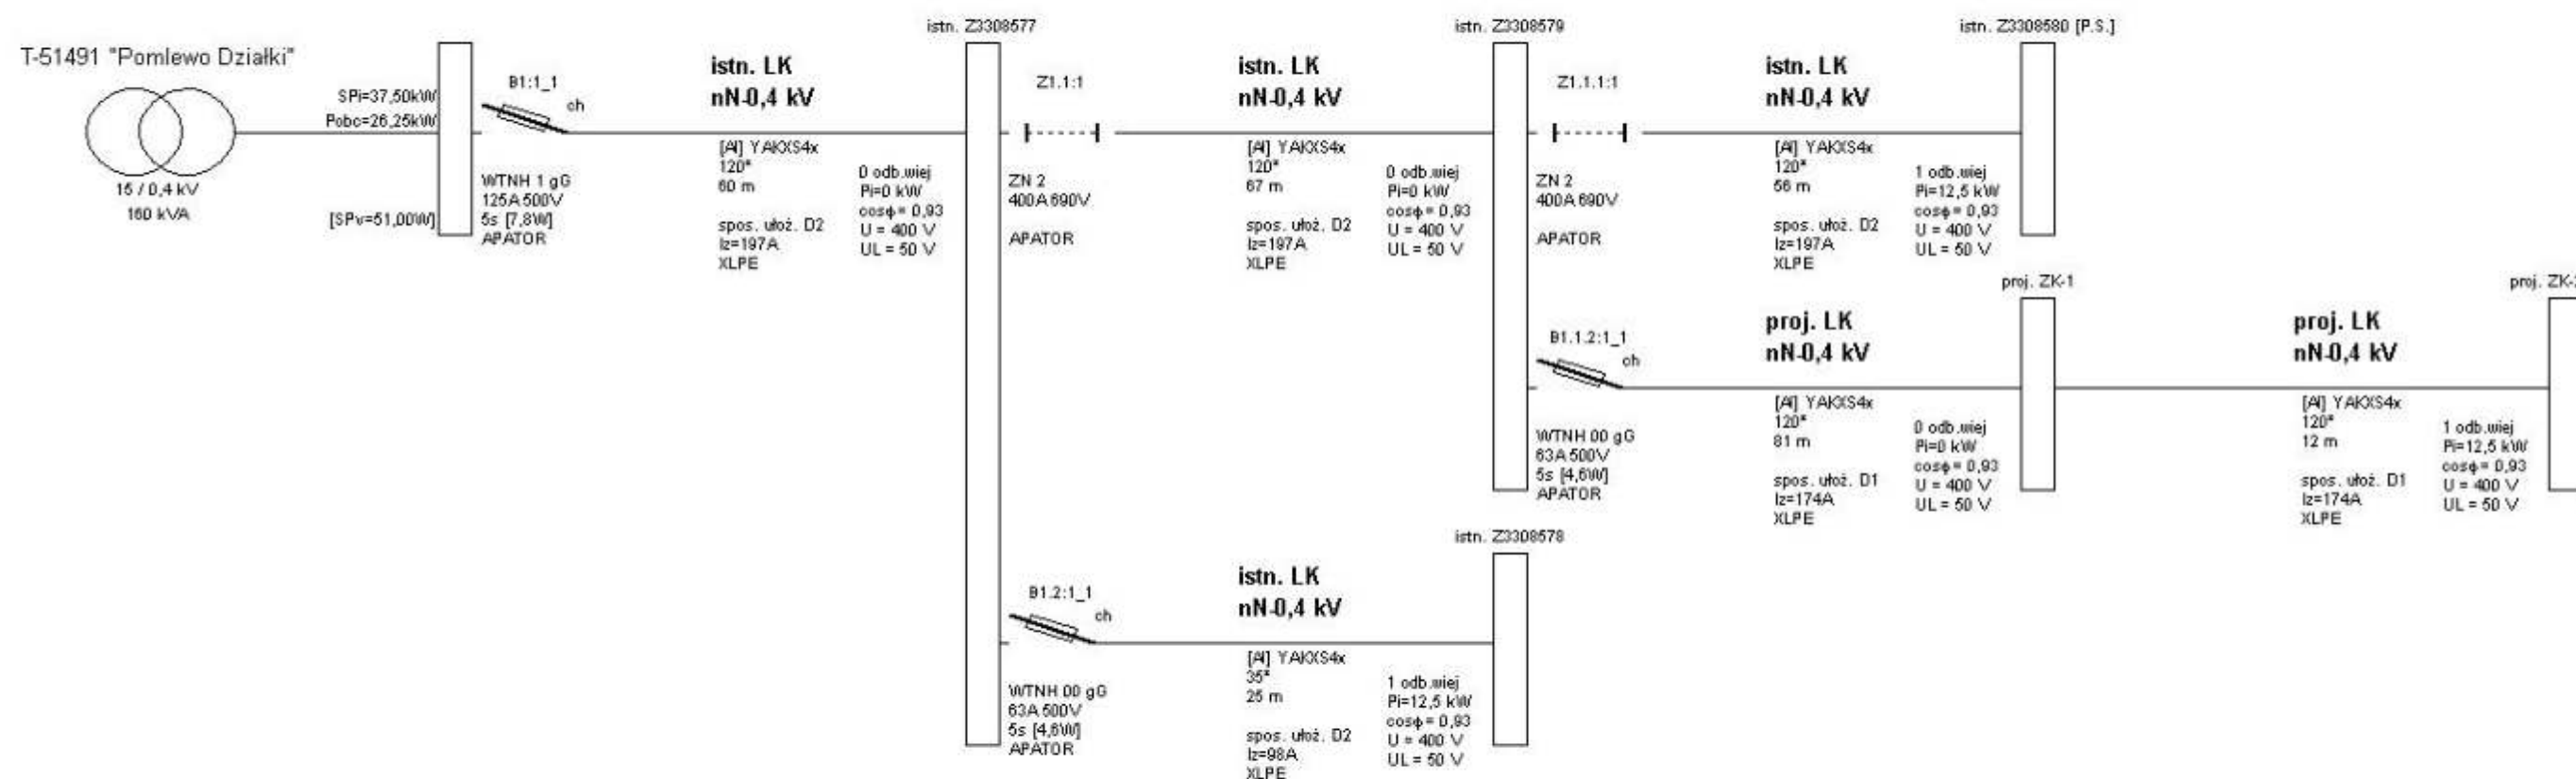 T-51491 "Pomlewo Działki"
15 / 0,4 kV
160 kVA
SPi=37,50kW
Pobc=26,25kW
[SPv=51,00W]
B1:1_1
ch
WTNH 1 gG
125A 500V
5s [7,8W]
APATOR
istn. LK
nN-0,4 kV
[Al] YAKXS4x
120*
60 m
spos. ułoż. D2
Iz=197A
XLPE
0 odb.wiej
Pi=0 kW
cosϕ= 0,93
U = 400 V
UL = 50 V
istn. Z3308577
Z1.1:1
ZN 2
400A 690V
APATOR
istn. LK
nN-0,4 kV
[Al] YAKXS4x
120*
67 m
spos. ułoż. D2
Iz=197A
XLPE
0 odb.wiej
Pi=0 kW
cosϕ= 0,93
U = 400 V
UL = 50 V
istn. Z3308579
Z1.1.1:1
ZN 2
400A 690V
APATOR
istn. LK
nN-0,4 kV
[Al] YAKXS4x
120*
56 m
spos. ułoż. D2
Iz=197A
XLPE
1 odb.wiej
Pi=12,5 kW
cosϕ= 0,93
U = 400 V
UL = 50 V
istn. Z3308580 [P.S.]
B1.1.2:1_1
ch
WTNH 00 gG
63A 500V
5s [4,6W]
APATOR
proj. LK
nN-0,4 kV
[Al] YAKXS4x
120*
81 m
spos. ułoż. D1
Iz=174A
XLPE
0 odb.wiej
Pi=0 kW
cosϕ= 0,93
U = 400 V
UL = 50 V
proj. ZK-1
proj. LK
nN-0,4 kV
[Al] YAKXS4x
120*
12 m
spos. ułoż. D1
Iz=174A
XLPE
1 odb.wiej
Pi=12,5 kW
cosϕ= 0,93
U = 400 V
UL = 50 V
proj.
B1.2:1_1
ch
WTNH 00 gG
63A 500V
5s [4,6W]
APATOR
istn. LK
nN-0,4 kV
[Al] YAKXS4x
35*
25 m
spos. ułoż. D2
Iz=98A
XLPE
1 odb.wiej
Pi=12,5 kW
cosϕ= 0,93
U = 400 V
UL = 50 V
istn. Z3308578